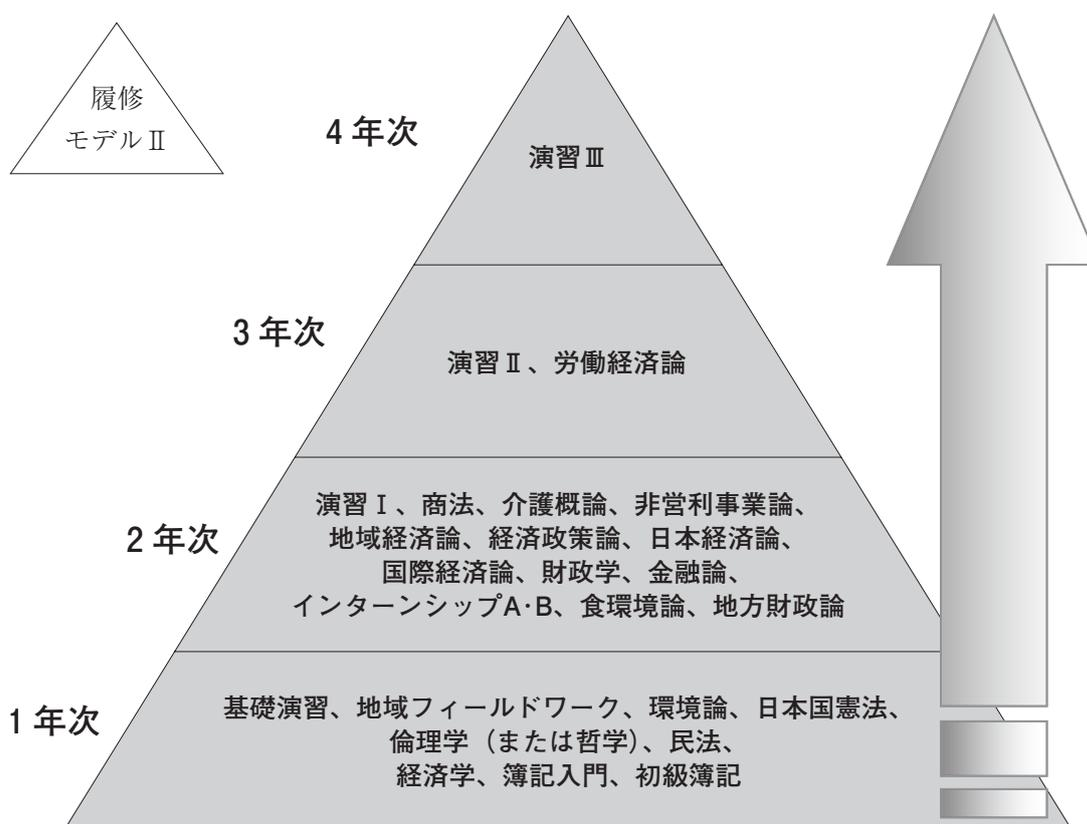 履修
モデルⅡ
4年次
演習Ⅲ
3年次
演習Ⅱ、労働経済論
2年次
演習Ⅰ、商法、介護概論、非営利事業論、
地域経済論、経済政策論、日本経済論、
国際経済論、財政学、金融論、
インターンシップA・B、食環境論、地方財政論
1年次
基礎演習、地域フィールドワーク、環境論、日本国憲法、
倫理学（または哲学）、民法、
経済学、簿記入門、初級簿記